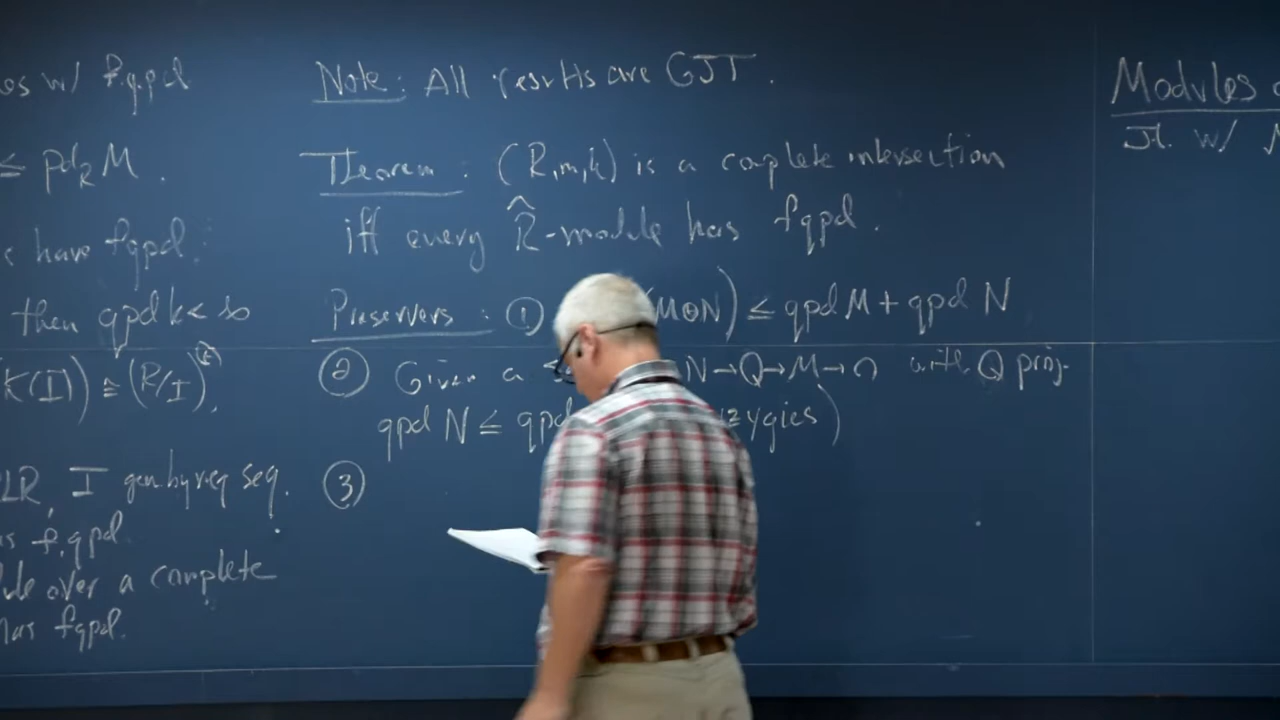 os w/ f.q.pd
≤ pd_R M .
have fqpd :
then qpd k < ∞
K(I)) ≅ (R/I)
LR, I gen. by reg seq.
f.qpd.
over a complete
has fqpd.
Note : All results are GJT .
Theorem : (R, m, k) is a complete intersection
iff every R̂-module has fqpd .
Preservers : ① M⊕N) ≤ qpd M + qpd N
② Given a N → Q → M → 0 with Q proj.
qpd N ≤ qpd zygies)
③
Modules
J.t. w/